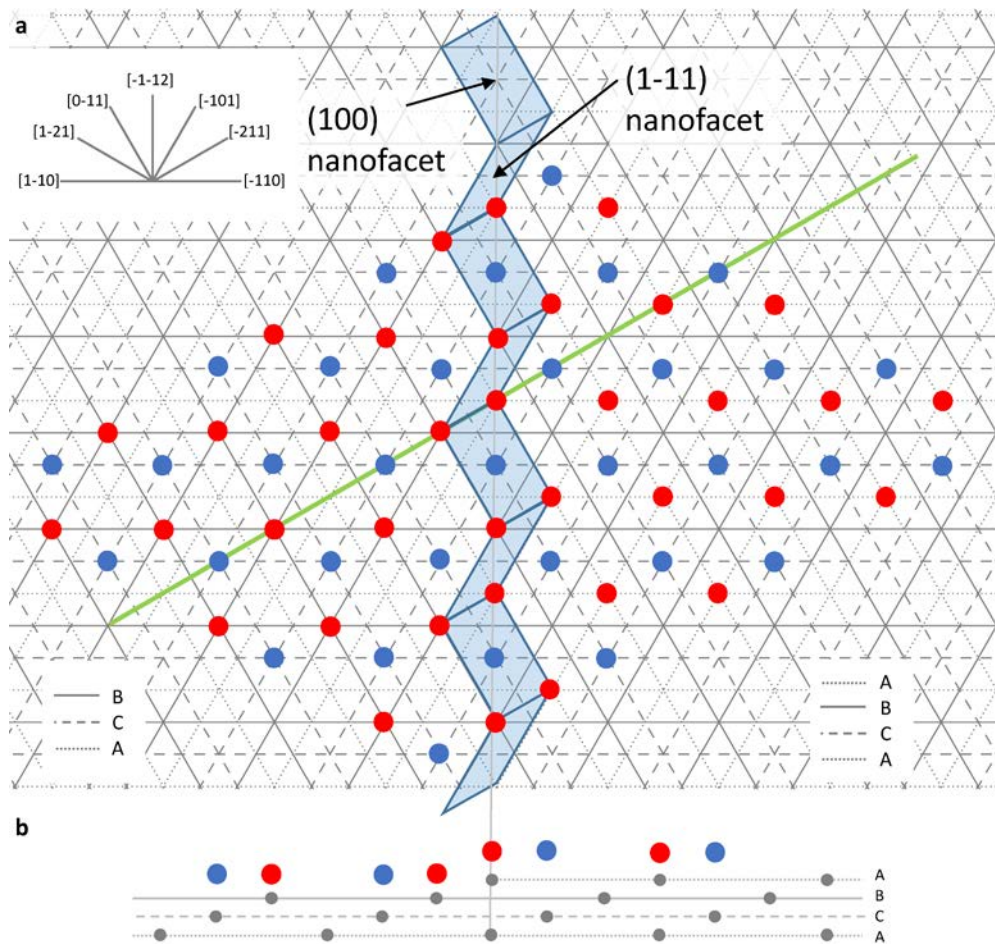 a
(100)
nanofacet
(1-11)
nanofacet
[-1-12]
[0-11]
[-101]
[1-21]
[-211]
[1-10]
[-110]
B
C
A
A
B
C
A
b
A
B
C
A